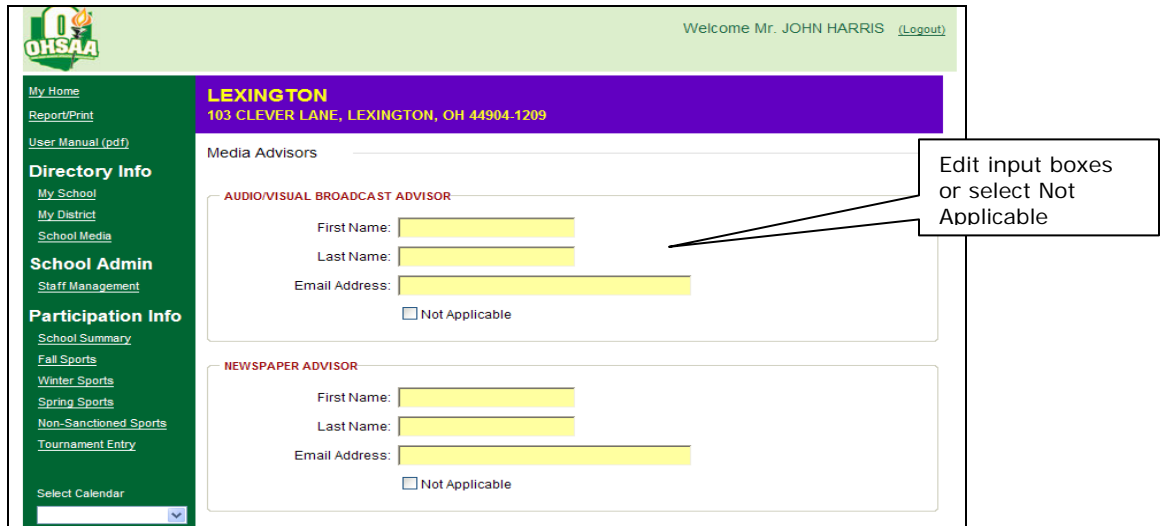 OHSAA
Welcome Mr. JOHN HARRIS (Logout)
My Home
Report/Print
User Manual (pdf)
Directory Info
My School
My District
School Media
School Admin
Staff Management
Participation Info
School Summary
Fall Sports
Winter Sports
Spring Sports
Non-Sanctioned Sports
Tournament Entry
Select Calendar
LEXINGTON
103 CLEVER LANE, LEXINGTON, OH 44904-1209
Media Advisors
AUDIO/VISUAL BROADCAST ADVISOR
First Name:
Last Name:
Email Address:
Not Applicable
NEWSPAPER ADVISOR
First Name:
Last Name:
Email Address:
Not Applicable
Edit input boxes
or select Not
Applicable